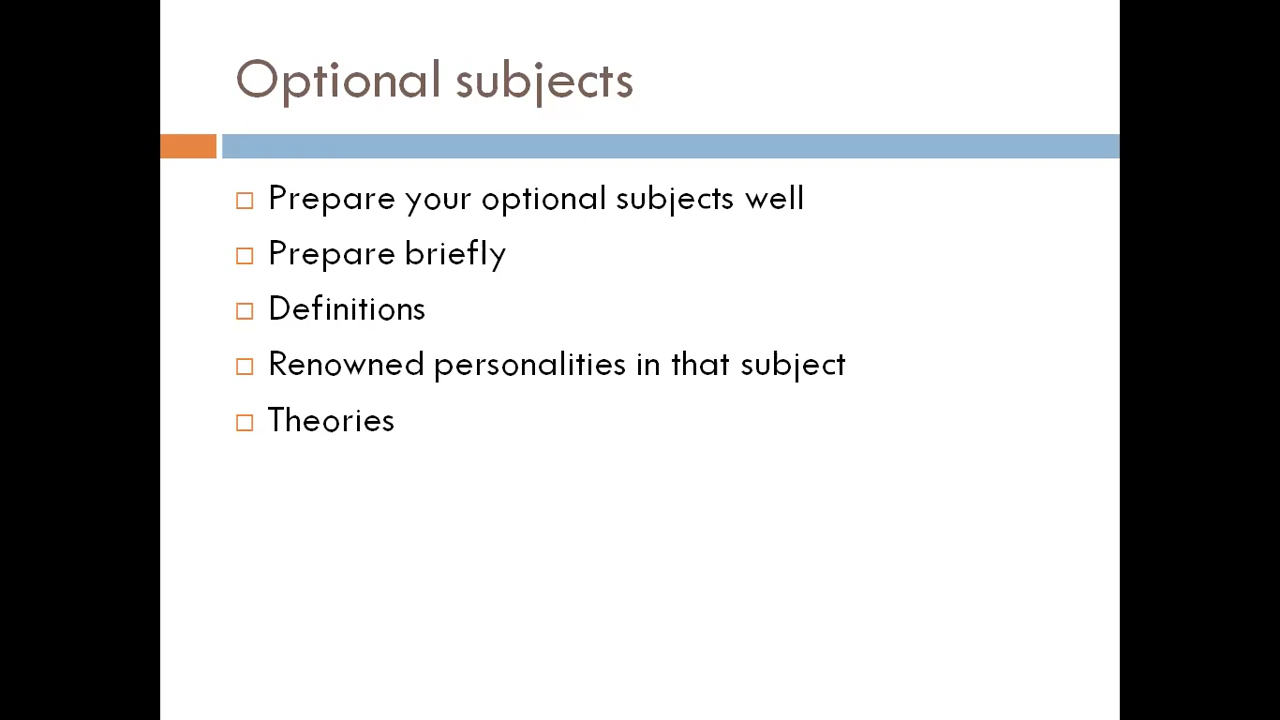 Optional subjects
Prepare your optional subjects well
Prepare briefly
Definitions
Renowned personalities in that subject
Theories